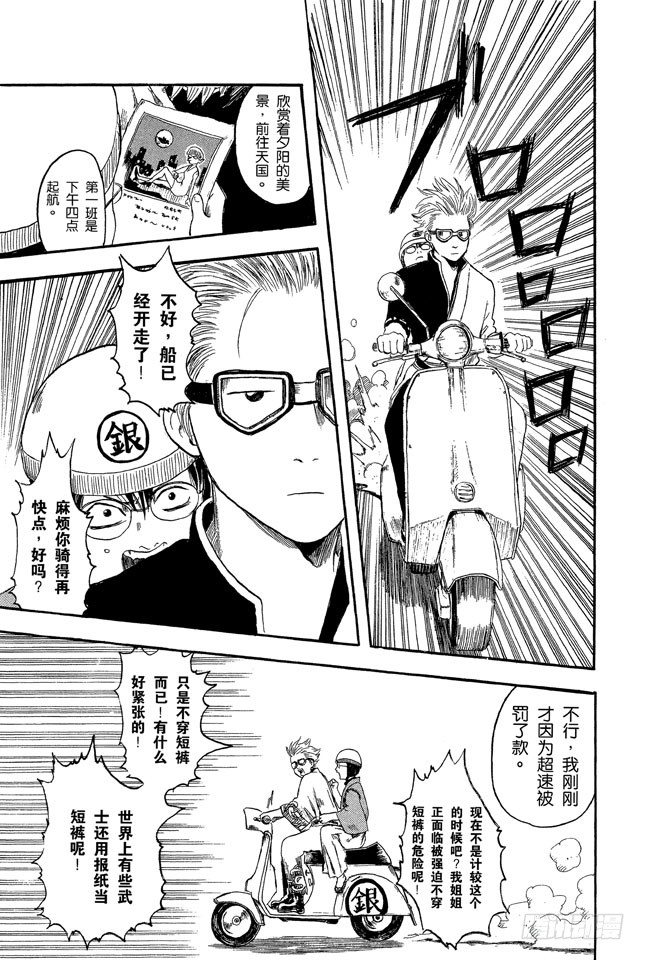 ブロロロロ
欣赏着夕阳的美
景，前往天国。
第一班是
下午四点
起航。
不好，船已
经开走了！
銀
麻烦你骑得再
快点，好吗？
不行，我刚刚
才因为超速被
罚了款。
现在不是计较这个
的时候吧？我姐姐
正面临被强迫不穿
短裤的危险呢！
只是不穿短裤
而已！有什么
好紧张的！
世界上有些武
士还用报纸当
短裤呢！
銀